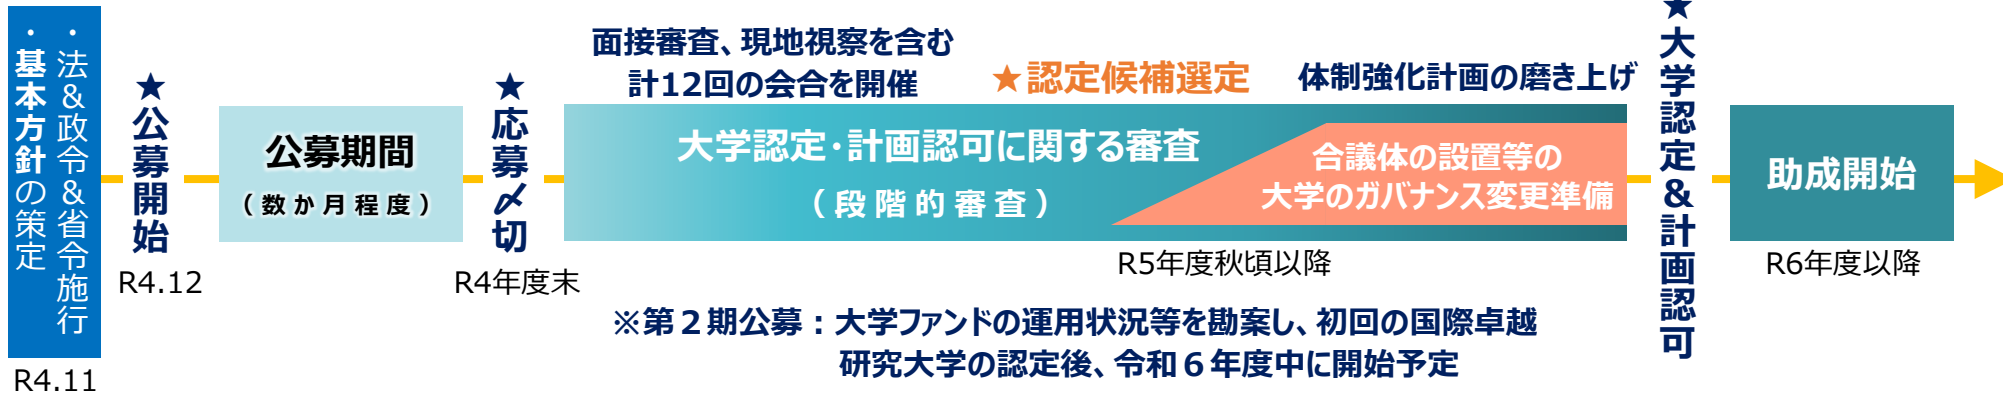 ・法＆政令＆省令施行
・基本方針の策定
R4.11
★公募開始
R4.12
公募期間
（数か月程度）
★応募〆切
R4年度末
面接審査、現地視察を含む
計12回の会合を開催
★認定候補選定
体制強化計画の磨き上げ
大学認定・計画認可に関する審査
（段階的審査）
合議体の設置等の
大学のガバナンス変更準備
R5年度秋頃以降
★大学認定＆計画認可
助成開始
R6年度以降
※第２期公募：大学ファンドの運用状況等を勘案し、初回の国際卓越
研究大学の認定後、令和６年度中に開始予定